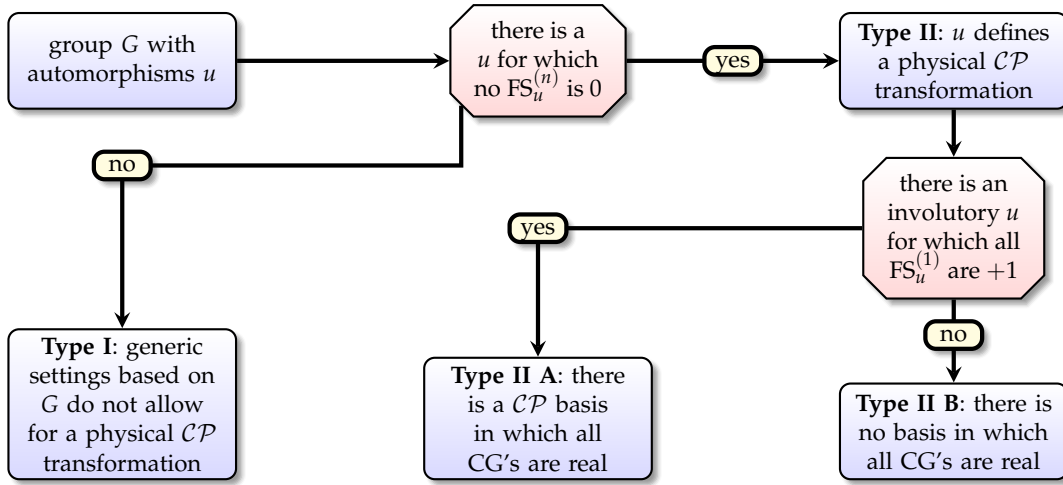 group G with
automorphisms u
there is a
u for which
no FS_u^{(n)} is 0
yes
Type II: u defines
a physical CP
transformation
no
there is an
involutory u
for which all
FS_u^{(1)} are +1
yes
no
Type I: generic
settings based on
G do not allow
for a physical CP
transformation
Type II A: there
is a CP basis
in which all
CG's are real
Type II B: there is
no basis in which
all CG's are real